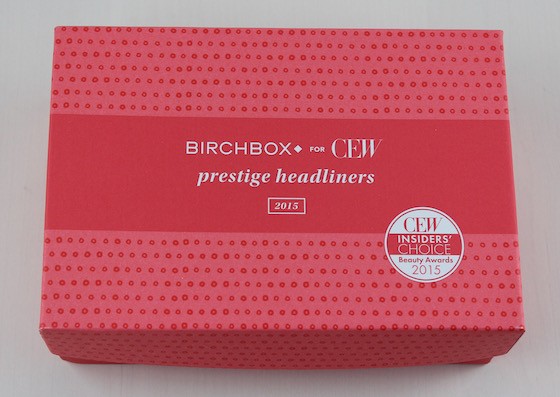 BIRCHBOX◆ FOR CEW
prestige headliners
2015
CEW
INSIDERS'
CHOICE
Beauty Awards
2015